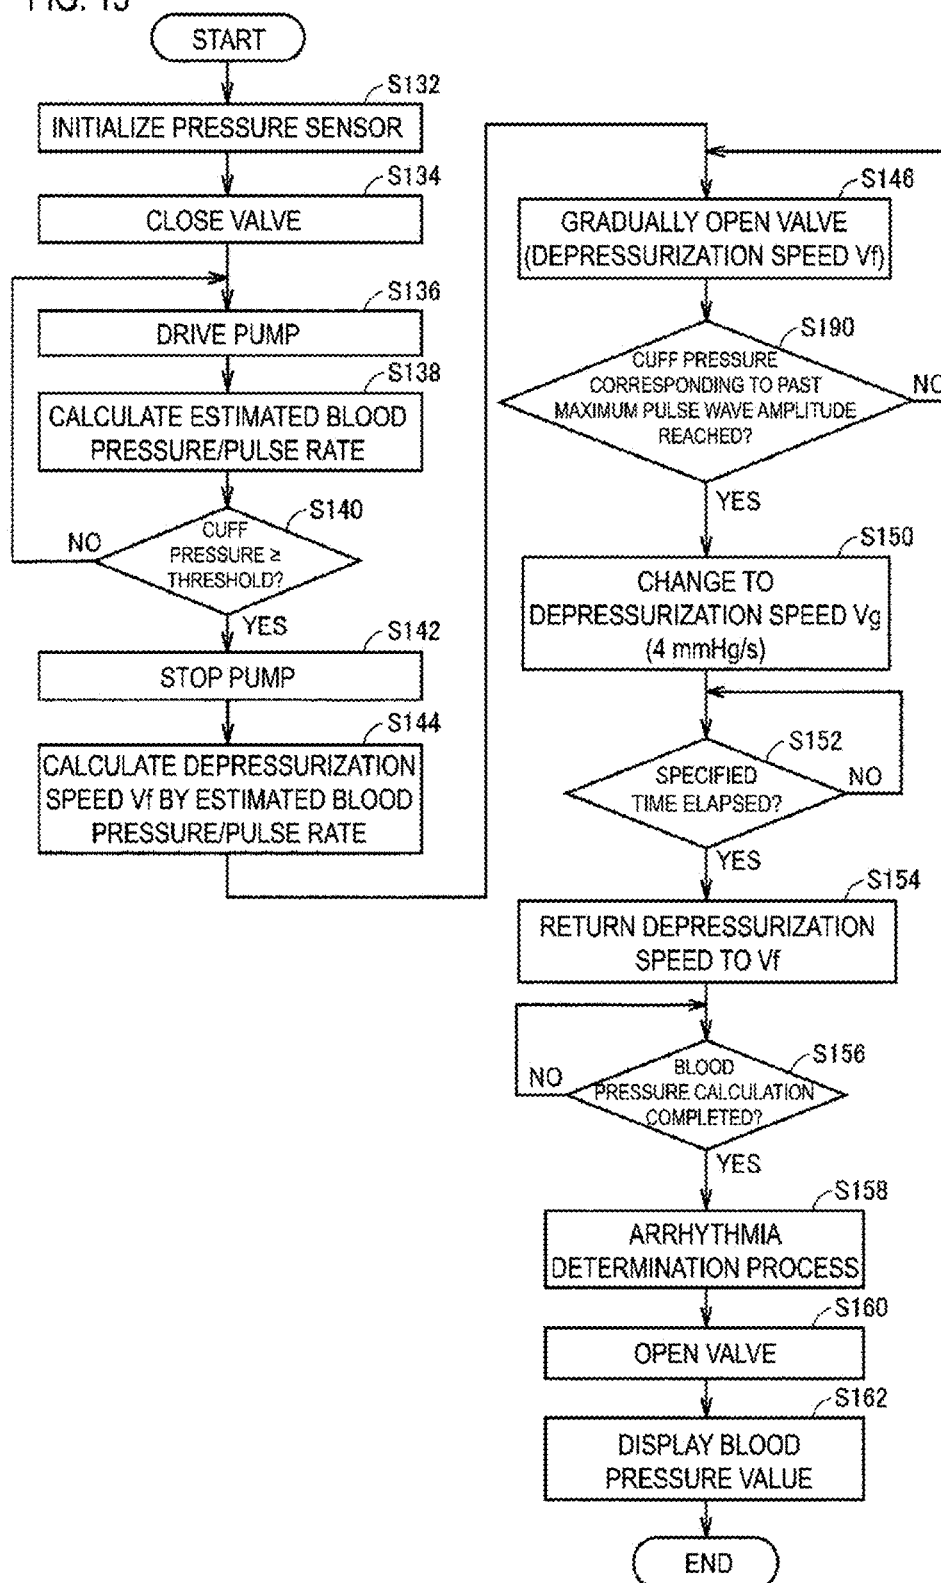 START
S132
INITIALIZE PRESSURE SENSOR
S134
CLOSE VALVE
S136
DRIVE PUMP
S138
CALCULATE ESTIMATED BLOOD
PRESSURE/PULSE RATE
S140
CUFF
PRESSURE ≥
THRESHOLD?
NO
YES
S142
STOP PUMP
S144
CALCULATE DEPRESSURIZATION
SPEED Vf BY ESTIMATED BLOOD
PRESSURE/PULSE RATE
S146
GRADUALLY OPEN VALVE
(DEPRESSURIZATION SPEED Vf)
S190
CUFF PRESSURE
CORRESPONDING TO PAST
MAXIMUM PULSE WAVE AMPLITUDE
REACHED?
NO
YES
S150
CHANGE TO
DEPRESSURIZATION SPEED Vg
(4 mmHg/s)
S152
SPECIFIED
TIME ELAPSED?
NO
YES
S154
RETURN DEPRESSURIZATION
SPEED TO Vf
S156
BLOOD
PRESSURE CALCULATION
COMPLETED?
NO
YES
S158
ARRHYTHMIA
DETERMINATION PROCESS
S160
OPEN VALVE
S162
DISPLAY BLOOD
PRESSURE VALUE
END